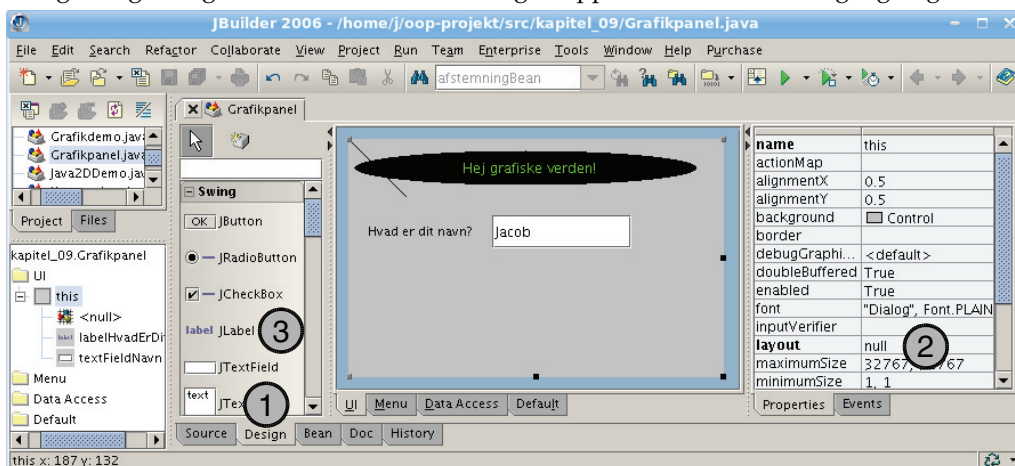 JBuilder 2006 - /home/j/oop-projekt/src/kapitel_09/Grafikpanel.java
File Edit Search Refactor Collaborate View Project Run Team Enterprise Tools Window Help Purchase
afstemningBean
Grafikdemo.jav
Grafikpanel.java
Java2DDemo.jav
Project Files
kapitel_09.Grafikpanel
UI
this
<null>
labelHvadErDi
textFieldNavn
Menu
Data Access
Default
Grafikpanel
Swing
OK JButton
JRadioButton
JCheckBox
label JLabel
3
JTextField
text
1
Hej grafiske verden!
Hvad er dit navn? Jacob
UI Menu Data Access Default
Source Design Bean Doc History
name this
actionMap
alignmentX 0.5
alignmentY 0.5
background Control
border
debugGraphi... <default>
doubleBuffered True
enabled True
font "Dialog", Font.PLAIN
inputVerifier
layout null
2
maximumSize
minimumSize 1, 1
Properties Events
this x: 187 y: 132